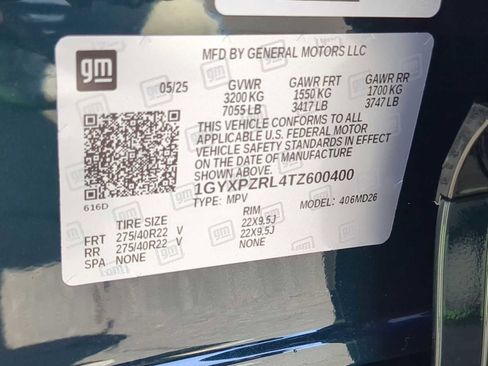 gm
MFD BY GENERAL MOTORS LLC
05/25 GVWR GAWR FRT GAWR RR
3200 KG 1550 KG 1700 KG
7055 LB 3417 LB 3747 LB
THIS VEHICLE CONFORMS TO ALL
APPLICABLE U.S. FEDERAL MOTOR
VEHICLE SAFETY STANDARDS IN EFFECT
ON THE DATE OF MANUFACTURE SHOWN ABOVE.
1GYXPZRL4TZ600400
616D TYPE: MPV MODEL: 406MD26
TIRE SIZE RIM
FRT 275/40R22 V 22X9.5J
RR 275/40R22 V 22X9.5J
SPA NONE NONE